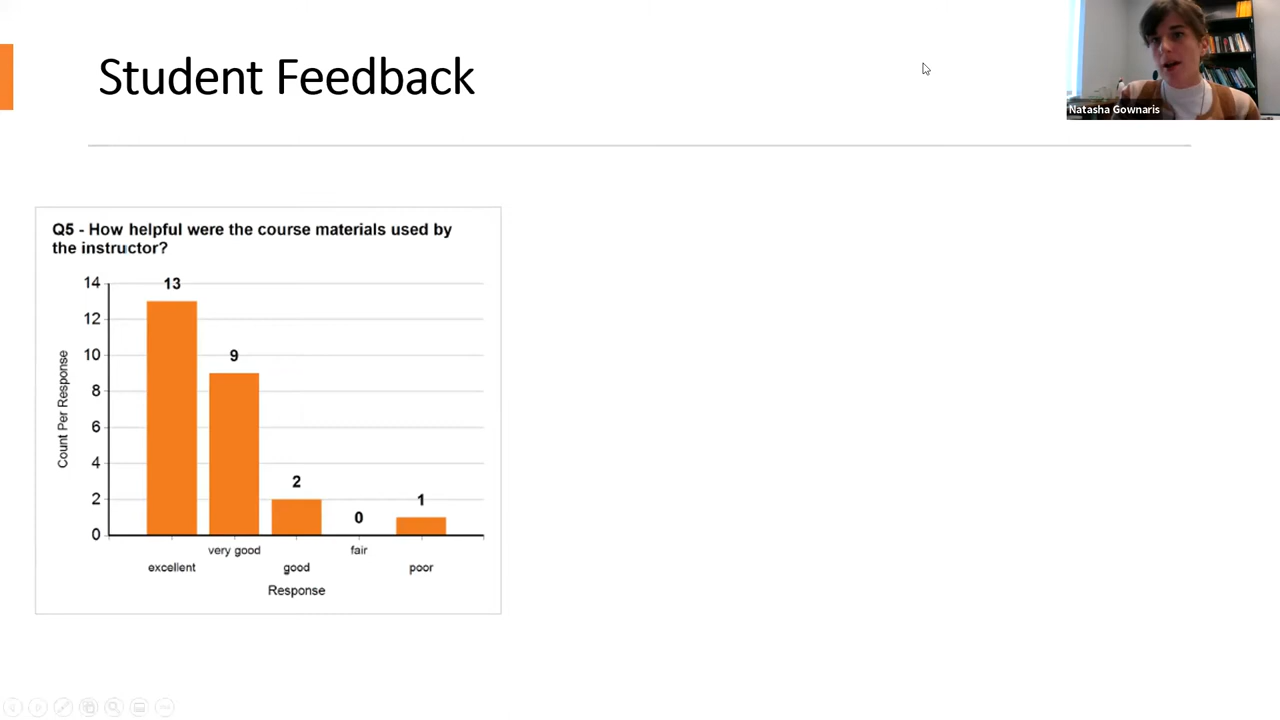 Student Feedback
Natasha Gownaris
Q5 - How helpful were the course materials used by
the instructor?
14
12
10
8
6
4
2
0
Count Per Response
13
9
2
0
1
excellent
very good
good
fair
poor
Response